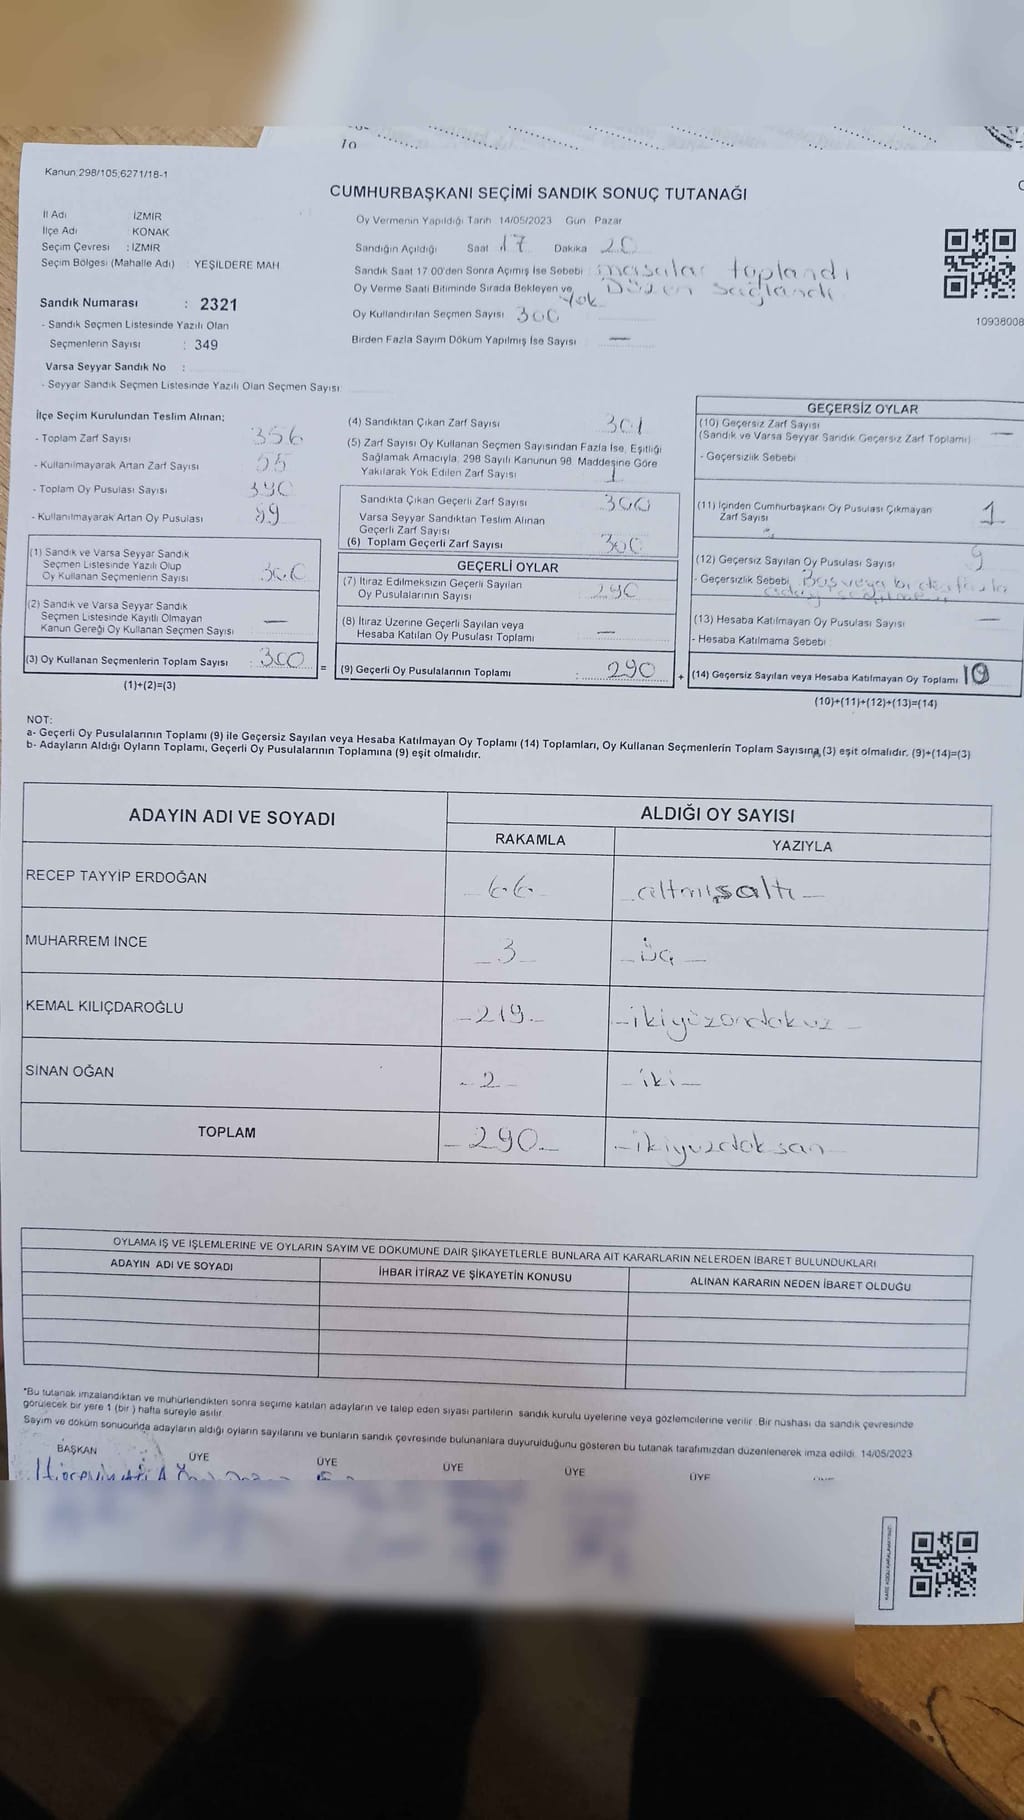 10
Kanun 298/105,6271/18-1
CUMHURBAŞKANI SEÇİMİ SANDIK SONUÇ TUTANAĞI
İl Adı : İZMİR
İlçe Adı : KONAK
Seçim Çevresi : İZMİR
Seçim Bölgesi (Mahalle Adı) : YEŞİLDERE MAH
Sandık Numarası : 2321
- Sandık Seçmen Listesinde Yazılı Olan
Seçmenlerin Sayısı : 349
Varsa Seyyar Sandık No :
- Seyyar Sandık Seçmen Listesinde Yazılı Olan Seçmen Sayısı
Oy Vermenin Yapıldığı Tarih 14/05/2023 Gün Pazar
Sandığın Açıldığı Saat 17 Dakika 20
Sandık Saat 17 00'den Sonra Açımış İse Sebebi : masalar toplandı
Oy Verme Saati Bitiminde Sırada Bekleyen ve Düzen sağlandı
Yok
Oy Kullandırılan Seçmen Sayısı 300
Birden Fazla Sayım Döküm Yapılmış İse Sayısı —
10938008
İlçe Seçim Kurulundan Teslim Alınan;
- Toplam Zarf Sayısı 356
- Kullanılmayarak Artan Zarf Sayısı 55
- Toplam Oy Pusulası Sayısı 390
- Kullanılmayarak Artan Oy Pusulası 89
(1) Sandık ve Varsa Seyyar Sandık
Seçmen Listesinde Yazılı Olup
Oy Kullanan Seçmenlerin Sayısı 300
(2) Sandık ve Varsa Seyyar Sandık
Seçmen Listesinde Kayıtlı Olmayan
Kanun Gereği Oy Kullanan Seçmen Sayısı —
(3) Oy Kullanan Seçmenlerin Toplam Sayısı : 300 =
(1)+(2)=(3)
(4) Sandıktan Çıkan Zarf Sayısı 301
(5) Zarf Sayısı Oy Kullanan Seçmen Sayısından Fazla İse, Eşitliği
Sağlamak Amacıyla, 298 Sayılı Kanunun 98. Maddesine Göre
Yakılarak Yok Edilen Zarf Sayısı 1
Sandıkta Çıkan Geçerli Zarf Sayısı 300
Varsa Seyyar Sandıktan Teslim Alınan
Geçerli Zarf Sayısı
(6) Toplam Geçerli Zarf Sayısı 300
GEÇERLİ OYLAR
(7) İtiraz Edilmeksizin Geçerli Sayılan
Oy Pusulalarının Sayısı : 290
(8) İtiraz Üzerine Geçerli Sayılan veya
Hesaba Katılan Oy Pusulası Toplamı —
(9) Geçerli Oy Pusulalarının Toplamı : 290 +
GEÇERSİZ OYLAR
(10) Geçersiz Zarf Sayısı
(Sandık ve Varsa Seyyar Sandık Geçersiz Zarf Toplamı) —
- Geçersizlik Sebebi
(11) İçinden Cumhurbaşkanı Oy Pusulası Çıkmayan
Zarf Sayısı 1
(12) Geçersiz Sayılan Oy Pusulası Sayısı 9
- Geçersizlik Sebebi Boş veya
(13) Hesaba Katılmayan Oy Pusulası Sayısı —
- Hesaba Katılmama Sebebi :
(14) Geçersiz Sayılan veya Hesaba Katılmayan Oy Toplamı 10
(10)+(11)+(12)+(13)=(14)
NOT:
a- Geçerli Oy Pusulalarının Toplamı (9) ile Geçersiz Sayılan veya Hesaba Katılmayan Oy Toplamı (14) Toplamları, Oy Kullanan Seçmenlerin Toplam Sayısına (3) eşit olmalıdır. (9)+(14)=(3)
b- Adayların Aldığı Oyların Toplamı, Geçerli Oy Pusulalarının Toplamına (9) eşit olmalıdır.
ADAYIN ADI VE SOYADI
ALDIĞI OY SAYISI
RAKAMLA YAZIYLA
RECEP TAYYİP ERDOĞAN 66 altmışaltı
MUHARREM İNCE 3 üç
KEMAL KILIÇDAROĞLU 219 ikiyüzondokuz
SİNAN OĞAN 2 iki
TOPLAM 290 ikiyuzdoksan
OYLAMA İŞ VE İŞLEMLERİNE VE OYLARIN SAYIM VE DÖKÜMÜNE DAİR ŞİKAYETLERLE BUNLARA AİT KARARLARIN NELERDEN İBARET BULUNDUKLARI
ADAYIN ADI VE SOYADI İHBAR İTİRAZ VE ŞİKAYETİN KONUSU ALINAN KARARIN NEDEN İBARET OLDUĞU
*Bu tutanak imzalandıktan ve mühürlendikten sonra seçime katılan adayların ve talep eden siyasi partilerin sandık kurulu üyelerine veya gözlemcilerine verilir. Bir nüshası da sandık çevresinde
görülecek bir yere 1 (bir) hafta süreyle asılır.
Sayım ve döküm sonucunda adayların aldığı oyların sayılarını ve bunların sandık çevresinde bulunanlara duyurulduğunu gösteren bu tutanak tarafımızdan düzenlenerek imza edildi. 14/05/2023
BAŞKAN ÜYE ÜYE ÜYE ÜYE ÜYE